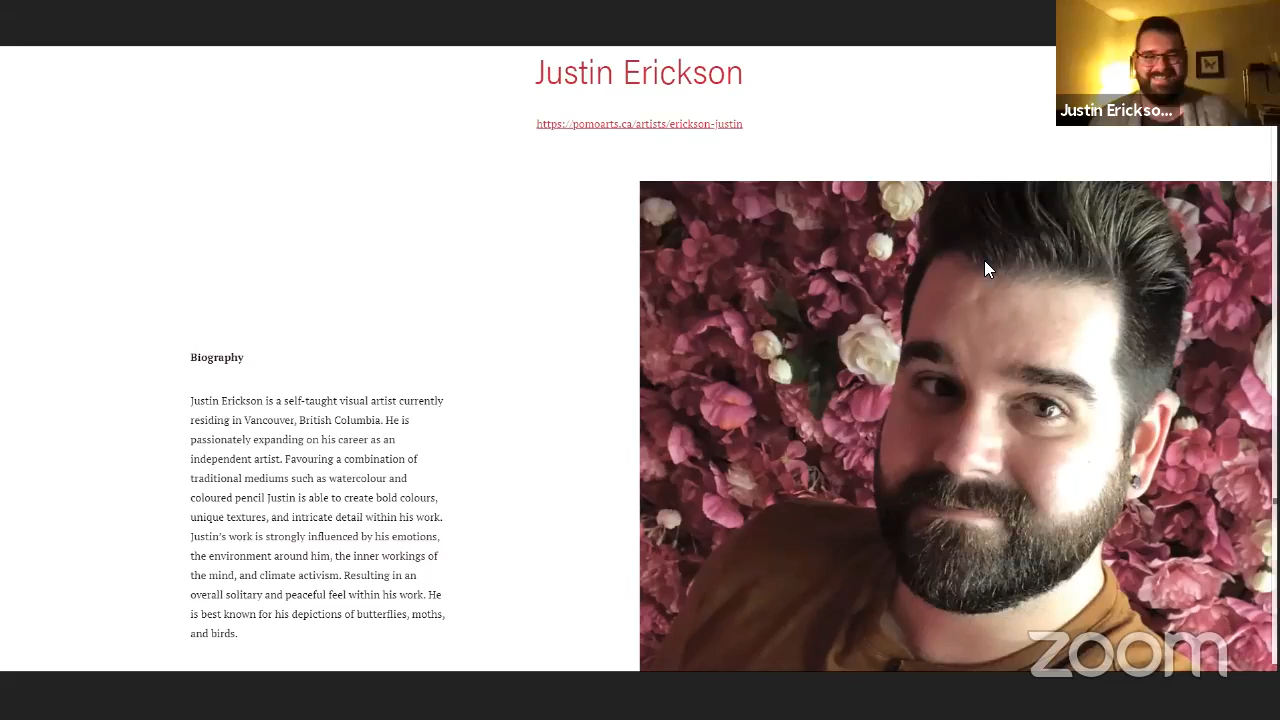 Justin Erickson
https://pomoarts.ca/artists/erickson-justin
Justin Erickso...
Biography
Justin Erickson is a self-taught visual artist currently
residing in Vancouver, British Columbia. He is
passionately expanding on his career as an
independent artist. Favouring a combination of
traditional mediums such as watercolour and
coloured pencil Justin is able to create bold colours,
unique textures, and intricate detail within his work.
Justin's work is strongly influenced by his emotions,
the environment around him, the inner workings of
the mind, and climate activism. Resulting in an
overall solitary and peaceful feel within his work. He
is best known for his depictions of butterflies, moths,
and birds.
zoom